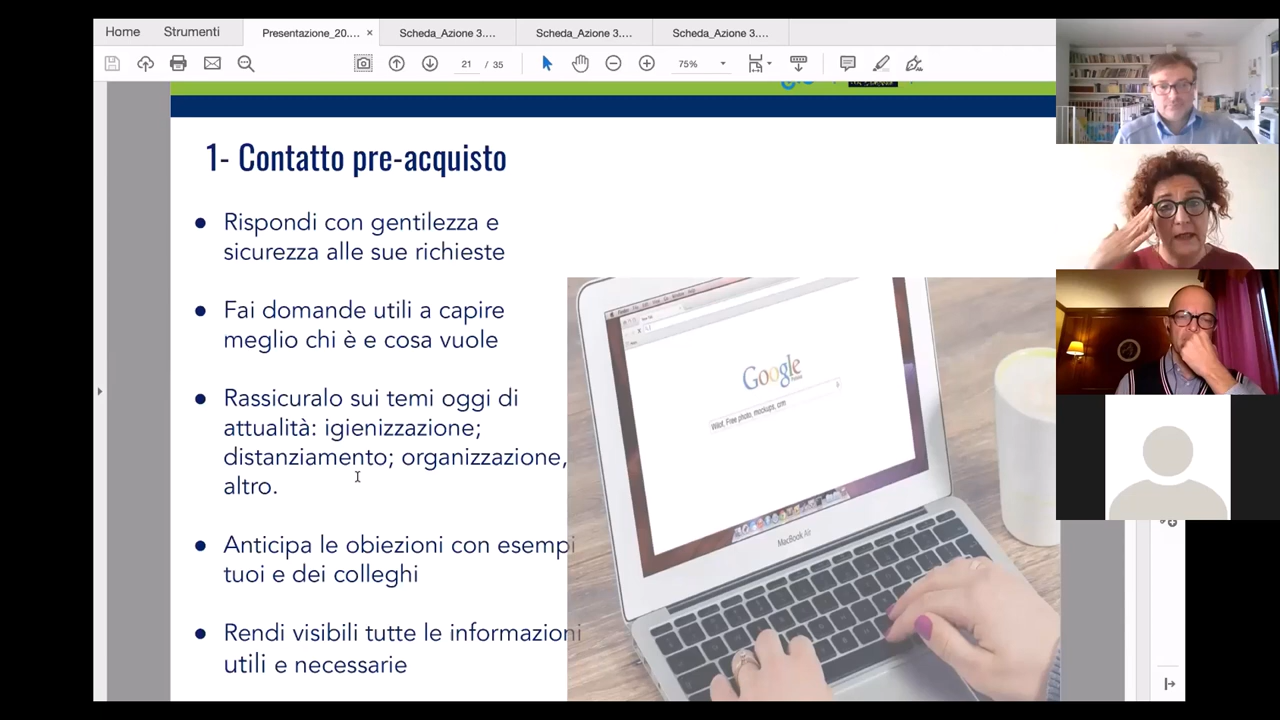 Home Strumenti Presentazione_20.... × Scheda_Azione 3.... Scheda_Azione 3.... Scheda_Azione 3....
21 / 35 75%
1- Contatto pre-acquisto
● Rispondi con gentilezza e
sicurezza alle sue richieste
● Fai domande utili a capire
meglio chi è e cosa vuole
● Rassicuralo sui temi oggi di
attualità: igienizzazione;
distanziamento; organizzazione,
altro.
● Anticipa le obiezioni con esempi
tuoi e dei colleghi
● Rendi visibili tutte le informazioni
utili e necessarie
Google
MacBook Air